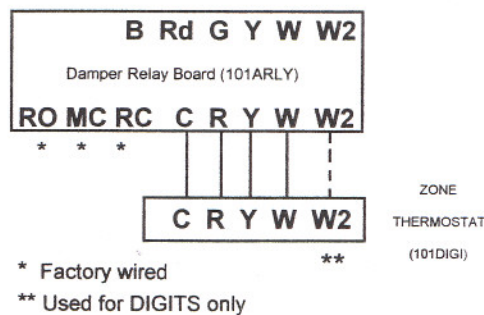 B Rd G Y W W2
Damper Relay Board (101ARLY)
RO MC RC C R Y W W2
* * *
C R Y W W2
**
ZONE
THERMOSTAT
(101DIGI)
* Factory wired
** Used for DIGITS only